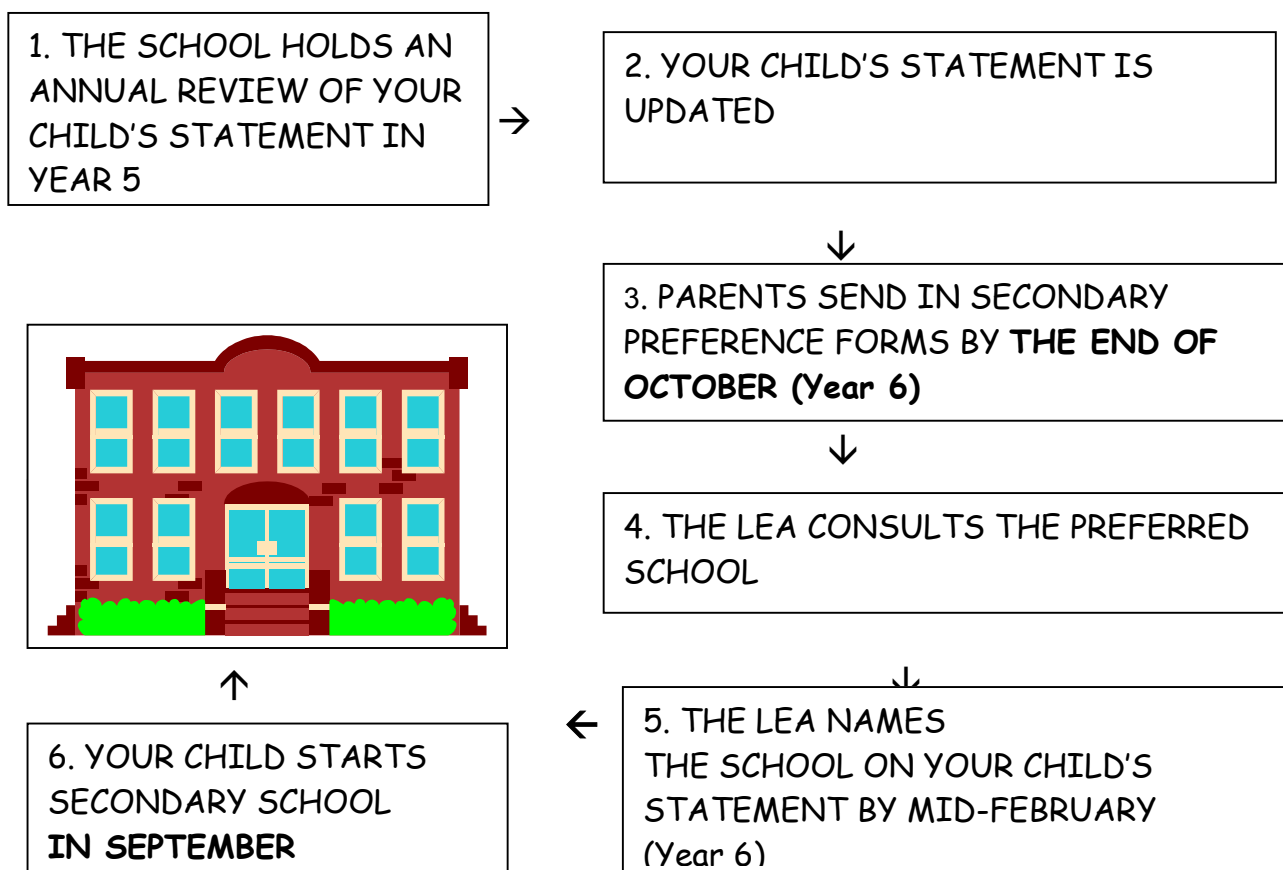 1. THE SCHOOL HOLDS AN
ANNUAL REVIEW OF YOUR
CHILD'S STATEMENT IN
YEAR 5
→
2. YOUR CHILD'S STATEMENT IS
UPDATED
↓
3. PARENTS SEND IN SECONDARY
PREFERENCE FORMS BY THE END OF
OCTOBER (Year 6)
↓
4. THE LEA CONSULTS THE PREFERRED
SCHOOL
↓
5. THE LEA NAMES
THE SCHOOL ON YOUR CHILD'S
STATEMENT BY MID-FEBRUARY
(Year 6)
←
6. YOUR CHILD STARTS
SECONDARY SCHOOL
IN SEPTEMBER
↑